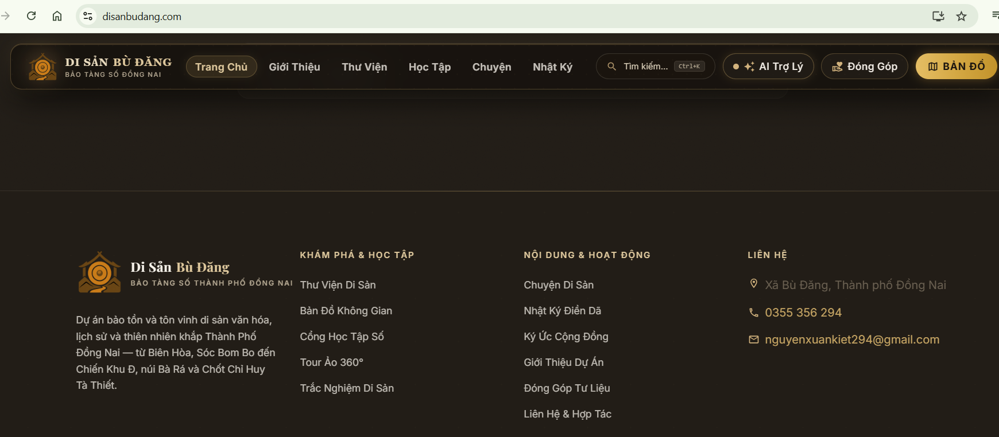 disanbudang.com
DI SẢN BÙ ĐĂNG
BẢO TÀNG SỐ ĐỒNG NAI
Trang Chủ
Giới Thiệu
Thư Viện
Học Tập
Chuyện
Nhật Ký
Tìm kiếm...
Ctrl+K
AI Trợ Lý
Đóng Góp
BẢN ĐỒ
Di Sản Bù Đăng
BẢO TÀNG SỐ THÀNH PHỐ ĐỒNG NAI
Dự án bảo tồn và tôn vinh di sản văn hóa,
lịch sử và thiên nhiên khắp Thành Phố
Đồng Nai — từ Biên Hòa, Sóc Bom Bo đến
Chiến Khu Đ, núi Bà Rá và Chốt Chỉ Huy
Tà Thiết.
KHÁM PHÁ & HỌC TẬP
Thư Viện Di Sản
Bản Đồ Không Gian
Cổng Học Tập Số
Tour Ảo 360°
Trắc Nghiệm Di Sản
NỘI DUNG & HOẠT ĐỘNG
Chuyện Di Sản
Nhật Ký Điền Dã
Ký Ức Cộng Đồng
Giới Thiệu Dự Án
Đóng Góp Tư Liệu
Liên Hệ & Hợp Tác
LIÊN HỆ
Xã Bù Đăng, Thành phố Đồng Nai
0355 356 294
nguyenxuankiet294@gmail.com